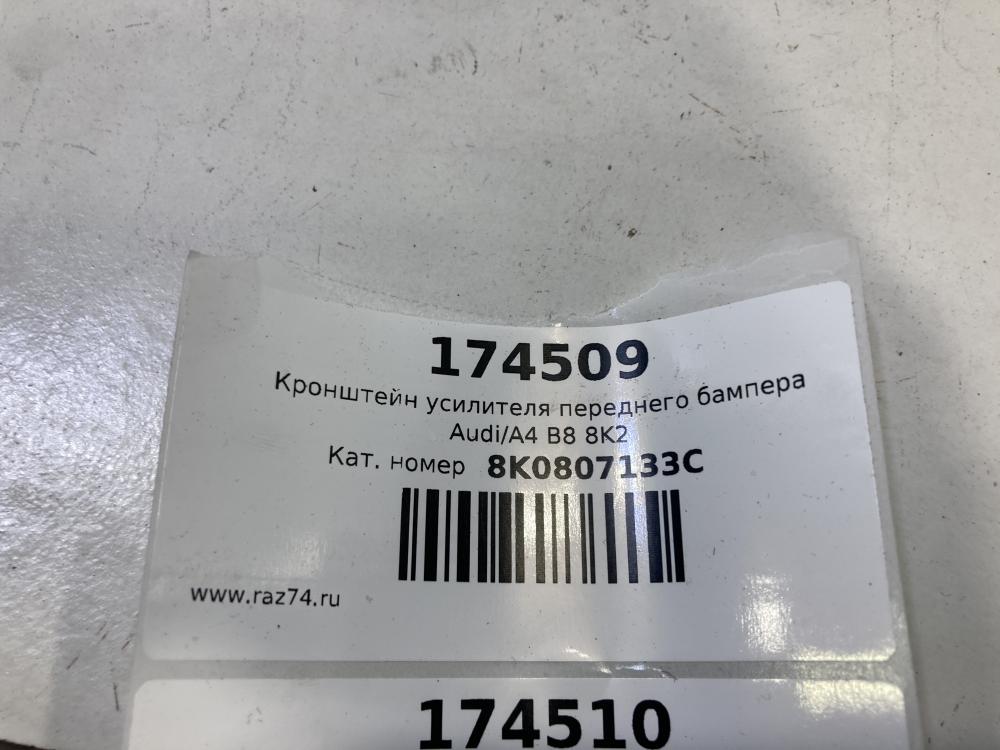 174509
Кронштейн усилителя переднего бампера
Audi/A4 B8 8K2
Кат. номер 8K0807133C
www.raz74.ru
174510